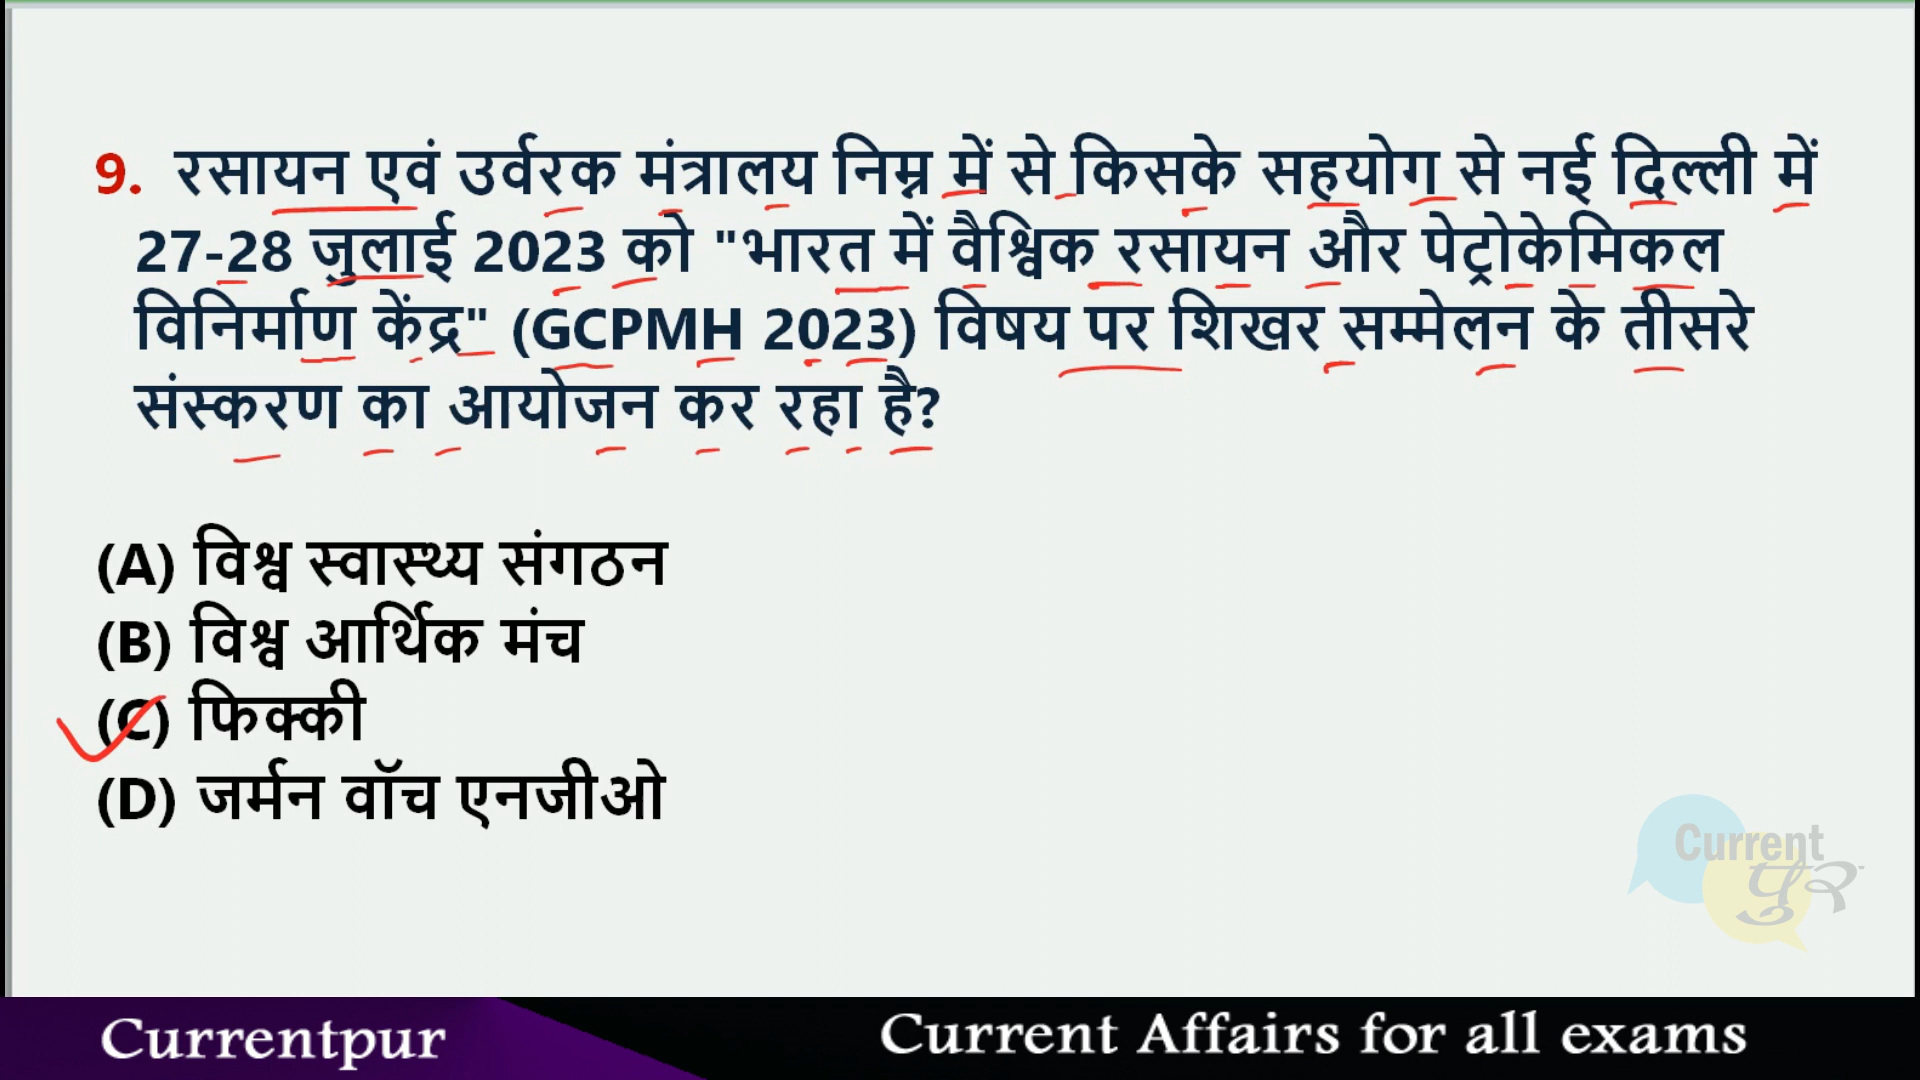 9. रसायन एवं उर्वरक मंत्रालय निम्न में से किसके सहयोग से नई दिल्ली में
27-28 जुलाई 2023 को "भारत में वैश्विक रसायन और पेट्रोकेमिकल
विनिर्माण केंद्र" (GCPMH 2023) विषय पर शिखर सम्मेलन के तीसरे
संस्करण का आयोजन कर रहा है?
(A) विश्व स्वास्थ्य संगठन
(B) विश्व आर्थिक मंच
(C) फिक्की
(D) जर्मन वॉच एनजीओ
Current
पुर
Currentpur
Current Affairs for all exams